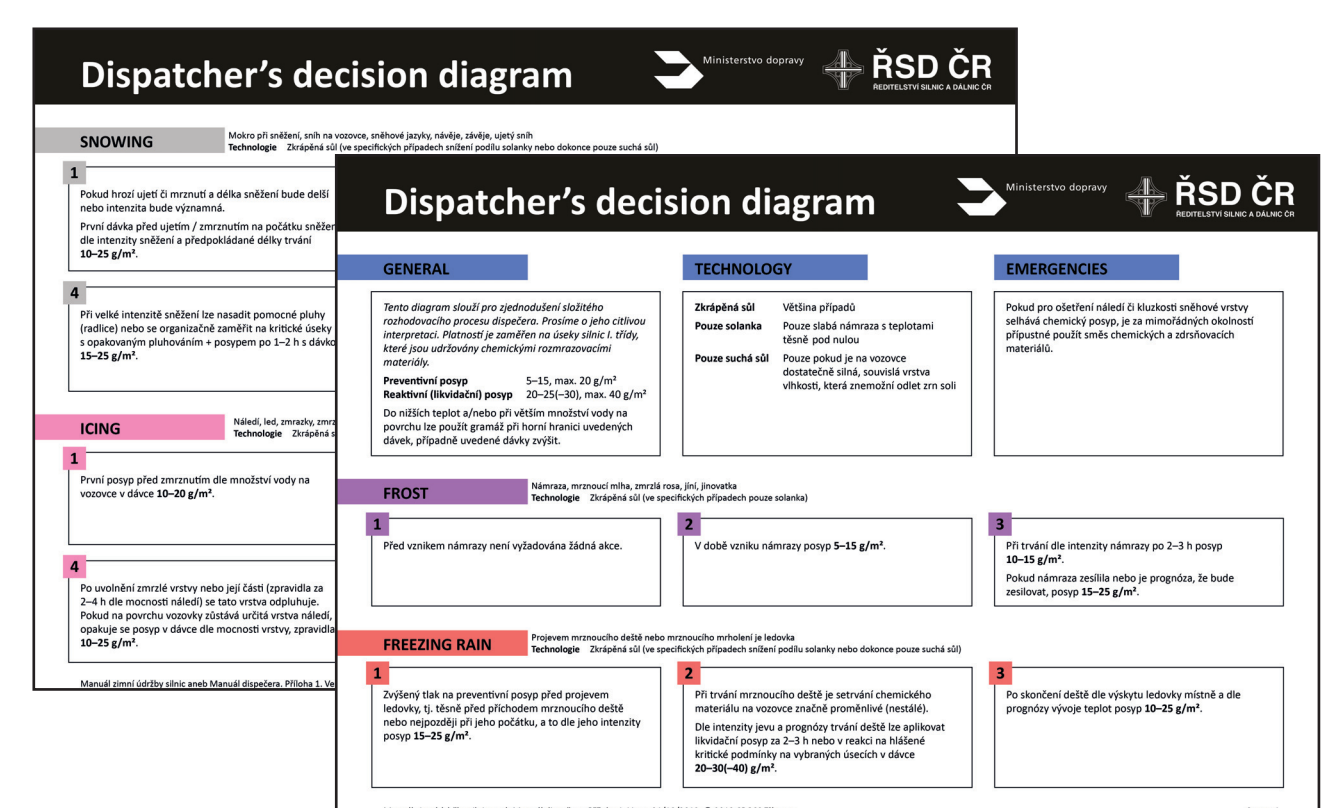 Dispatcher’s decision diagram
Ministerstvo dopravy
ŘSD ČR
ŘEDITELSTVÍ SILNIC A DÁLNIC ČR
SNOWING
Mokro při sněžení, sníh na vozovce, sněhové jazyky, návěje, závěje, ujetý sníh
Technologie Zkrápěná sůl (ve specifických případech snížení podílu solanky nebo dokonce pouze suchá sůl)
1
Pokud hrozí ujetí či mrznutí a délka sněžení bude delší
nebo intenzita bude významná.
První dávka před ujetím / zmrznutím na počátku
dle intenzity sněžení a předpokládané délky trvání
10–25 g/m².
4
Při velké intenzitě sněžení lze nasadit pomocné pluhy
(radlice) nebo se organizačně zaměřit na kritické úseky
s opakovaným pluhováním + posypem po 1–2 h s
15–25 g/m².
ICING
Náledí, led, zmrazky,
Technologie Zkrápěná
1
První posyp před zmrznutím dle množství vody na
vozovce v dávce 10–20 g/m².
4
Po uvolnění zmrzlé vrstvy nebo její části (zpravidla za
2–4 h dle mocnosti náledí) se tato vrstva odpluhuje.
Pokud na povrchu vozovky zůstává určitá vrstva náledí,
opakuje se posyp v dávce dle mocnosti vrstvy, zpravidla
10–25 g/m².
Manuál zimní údržby silnic aneb Manuál dispečera. Příloha 1.
Dispatcher’s decision diagram
Ministerstvo dopravy
ŘSD ČR
ŘEDITELSTVÍ SILNIC A DÁLNIC ČR
GENERAL
Tento diagram slouží pro zjednodušení složitého
rozhodovacího procesu dispečera. Prosíme o jeho citlivou
interpretaci. Platností je zaměřen na úseky silnic I. třídy,
které jsou udržovány chemickými rozmrazovacími
materiály.
Preventivní posyp 5–15, max. 20 g/m²
Reaktivní (likvidační) posyp 20–25(–30), max. 40 g/m²
Do nižších teplot a/nebo při větším množství vody na
povrchu lze použít gramáž při horní hranici uvedených
dávek, případně uvedené dávky zvýšit.
TECHNOLOGY
Zkrápěná sůl Většina případů
Pouze solanka Pouze slabá námraza s teplotami
těsně pod nulou
Pouze suchá sůl Pouze pokud je na vozovce
dostatečně silná, souvislá vrstva
vlhkosti, která znemožní odlet zrn soli
EMERGENCIES
Pokud pro ošetření náledí či kluzkosti sněhové vrstvy
selhává chemický posyp, je za mimořádných okolností
přípustné použít směs chemických a zdrsňovacích
materiálů.
FROST
Námraza, mrznoucí mlha, zmrzlá rosa, jíní, jinovatka
Technologie Zkrápěná sůl (ve specifických případech pouze solanka)
1
Před vznikem námrazy není vyžadována žádná akce.
2
V době vzniku námrazy posyp 5–15 g/m².
3
Při trvání dle intenzity námrazy po 2–3 h posyp
10–15 g/m².
Pokud námraza zesílila nebo je prognóza, že bude
zesilovat, posyp 15–25 g/m².
FREEZING RAIN
Projevem mrznoucího deště nebo mrznoucího mrholení je ledovka
Technologie Zkrápěná sůl (ve specifických případech snížení podílu solanky nebo dokonce pouze suchá sůl)
1
Zvýšený tlak na preventivní posyp před projevem
ledovky, tj. těsně před příchodem mrznoucího deště
nebo nejpozději při jeho počátku, a to dle jeho intenzity
posyp 15–25 g/m².
2
Při trvání mrznoucího deště je setrvání chemického
materiálu na vozovce značně proměnlivé (nestálé).
Dle intenzity jevu a prognózy trvání deště lze aplikovat
likvidační posyp za 2–3 h nebo v reakci na hlášené
kritické podmínky na vybraných úsecích v dávce
20–30(–40) g/m².
3
Po skončení deště dle výskytu ledovky místně a dle
prognózy vývoje teplot posyp 10–25 g/m².